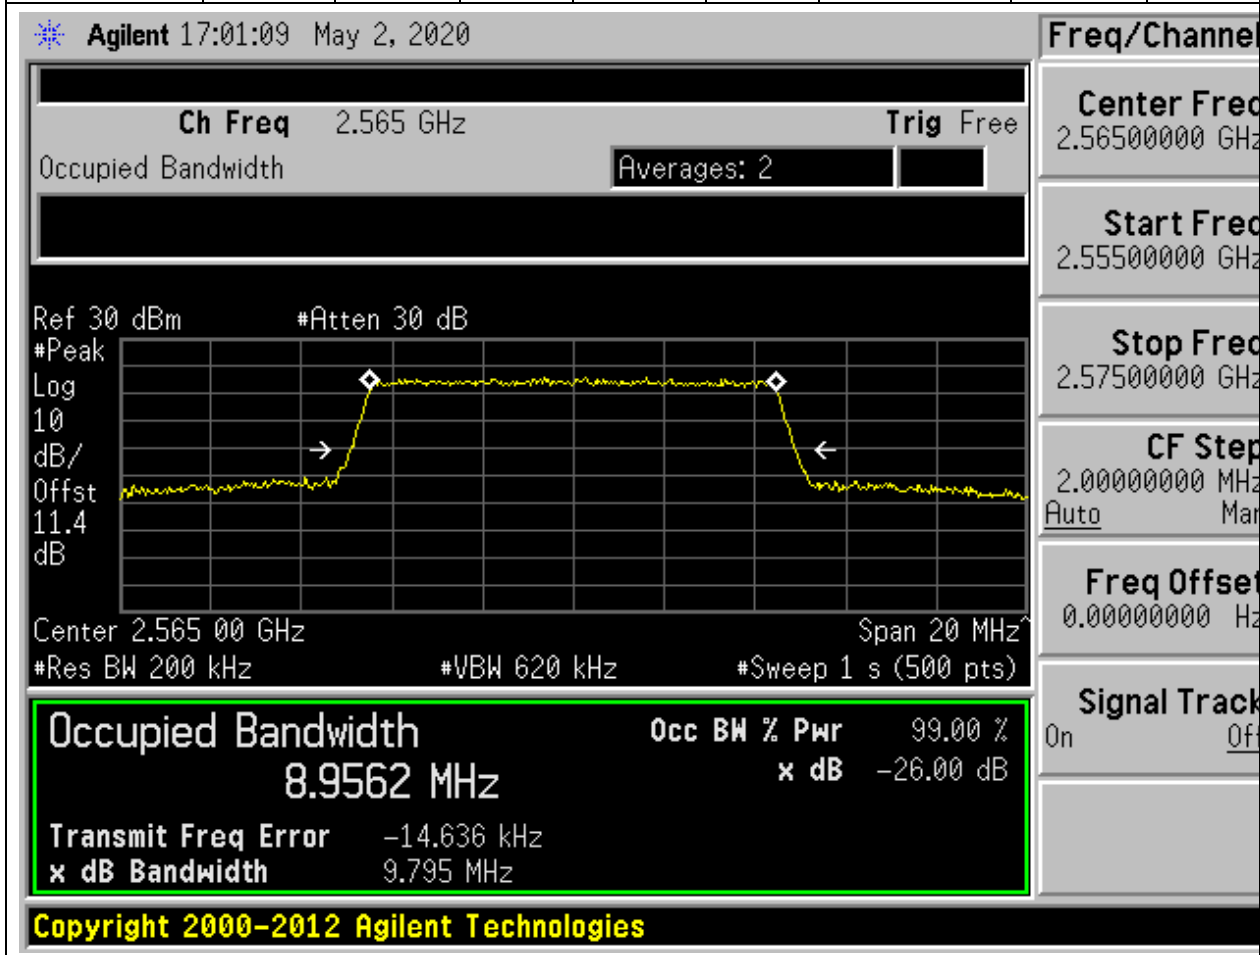 Agilent 17:01:09 May 2, 2020
Freq/Channel
Ch Freq 2.565 GHz Trig Free
Occupied Bandwidth Averages: 2
Center Freq
2.56500000 GHz
Start Freq
2.55500000 GHz
Stop Freq
2.57500000 GHz
CF Step
2.00000000 MHz
Auto Man
Freq Offset
0.00000000 Hz
Signal Track
On Off
Ref 30 dBm #Atten 30 dB
#Peak
Log
10
dB/
Offst
11.4
dB
Center 2.565 00 GHz Span 20 MHz^
#Res BW 200 kHz #VBW 620 kHz #Sweep 1 s (500 pts)
Occupied Bandwidth Occ BW % Pwr 99.00 %
8.9562 MHz x dB -26.00 dB
Transmit Freq Error -14.636 kHz
x dB Bandwidth 9.795 MHz
Copyright 2000-2012 Agilent Technologies